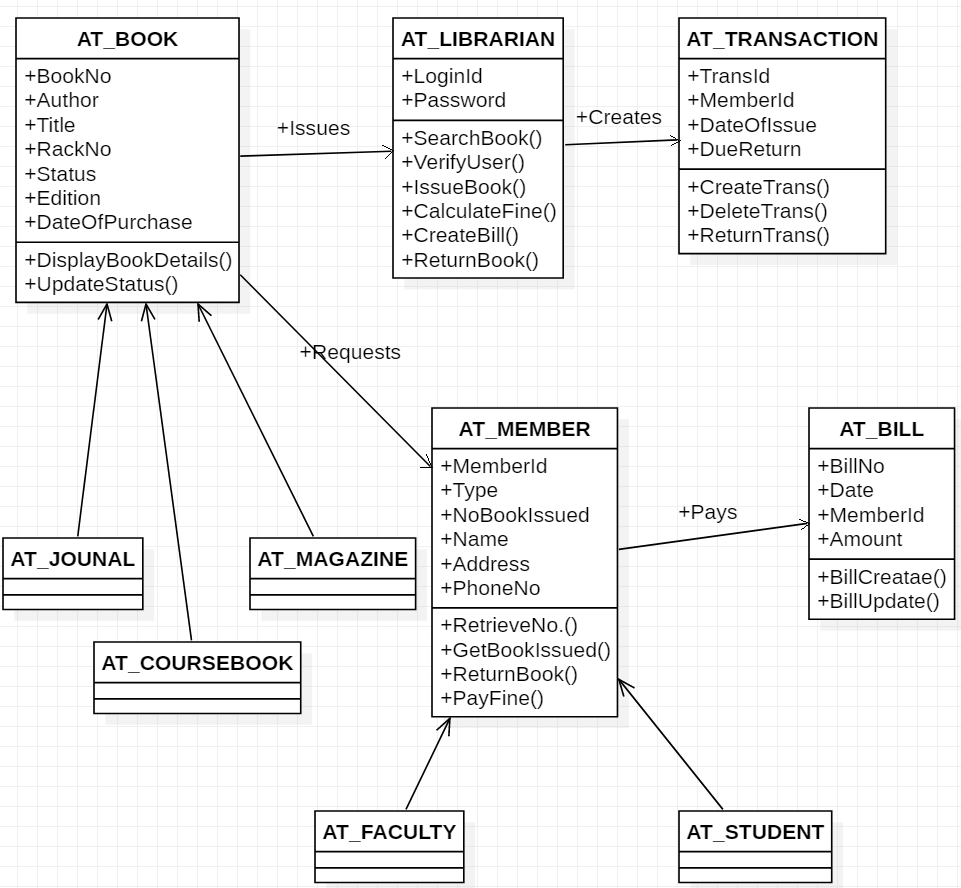 AT_BOOK
+BookNo
+Author
+Title
+RackNo
+Status
+Edition
+DateOfPurchase
+DisplayBookDetails()
+UpdateStatus()
+Issues
AT_LIBRARIAN
+LoginId
+Password
+SearchBook()
+VerifyUser()
+IssueBook()
+CalculateFine()
+CreateBill()
+ReturnBook()
+Creates
AT_TRANSACTION
+TransId
+MemberId
+DateOfIssue
+DueReturn
+CreateTrans()
+DeleteTrans()
+ReturnTrans()
+Requests
AT_MEMBER
+MemberId
+Type
+NoBookIssued
+Name
+Address
+PhoneNo
+RetrieveNo.()
+GetBookIssued()
+ReturnBook()
+PayFine()
+Pays
AT_BILL
+BillNo
+Date
+MemberId
+Amount
+BillCreatae()
+BillUpdate()
AT_JOUNAL
AT_MAGAZINE
AT_COURSEBOOK
AT_FACULTY
AT_STUDENT